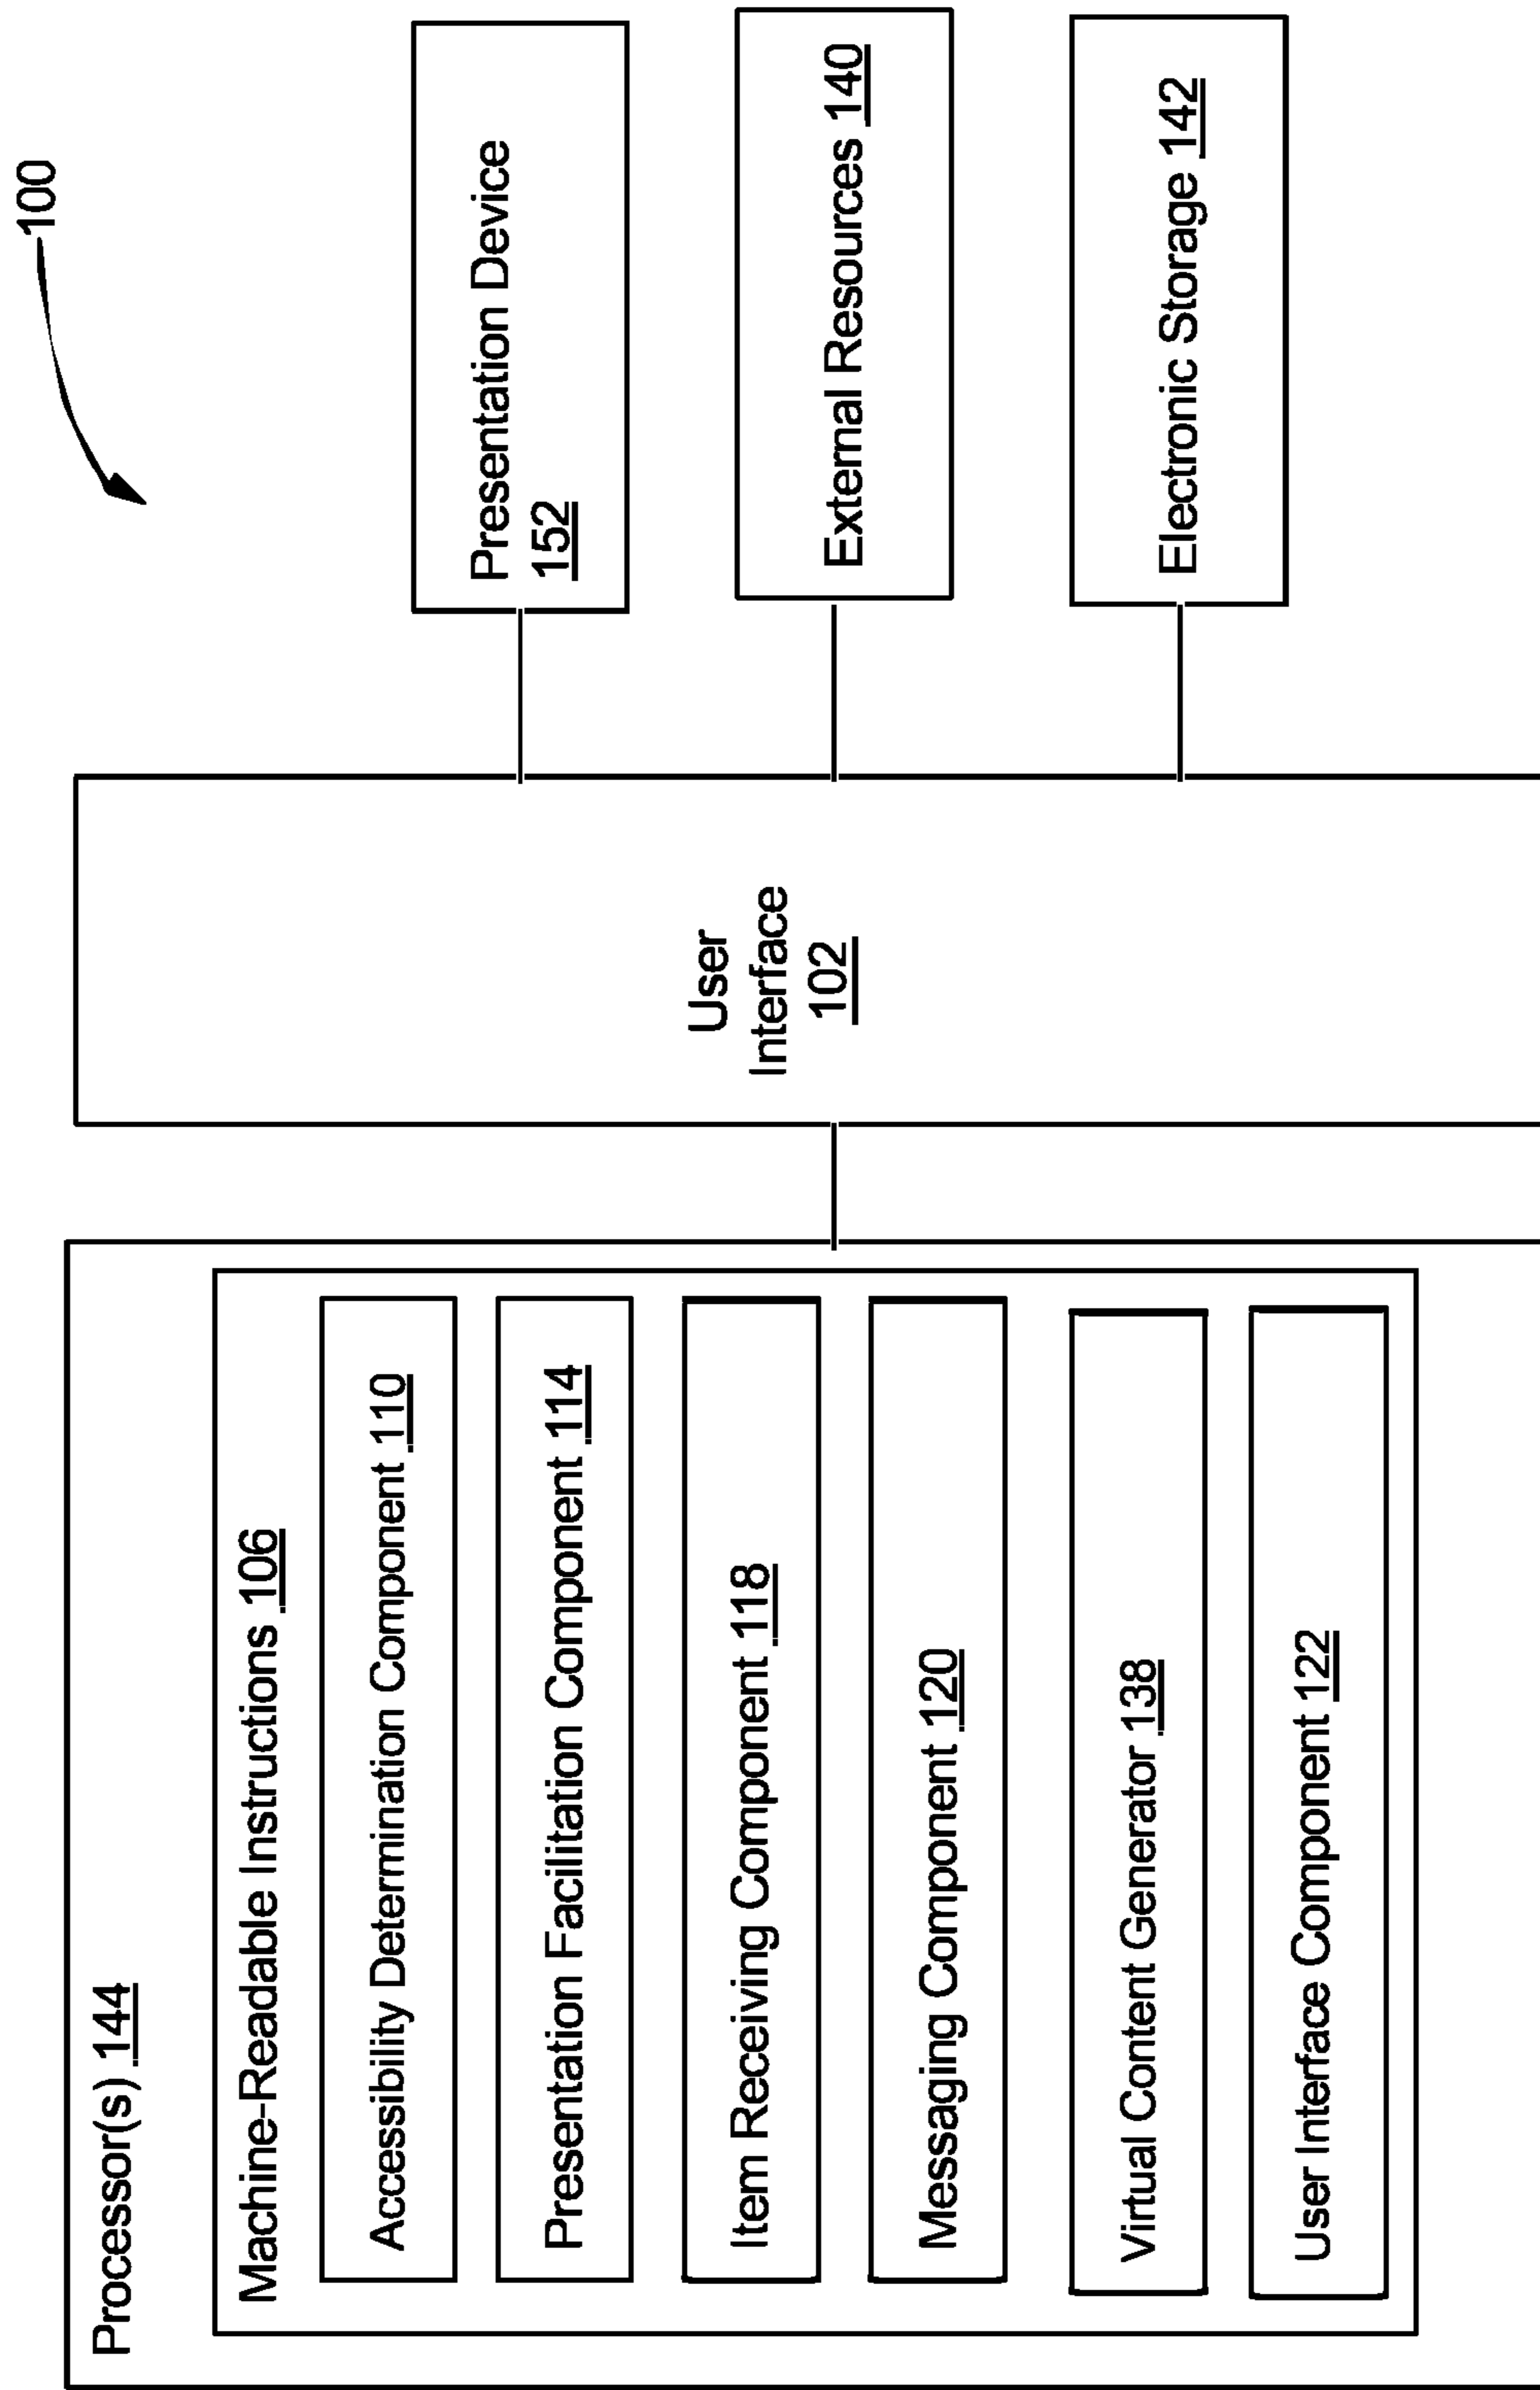 100
Processor(s) 144
Machine-Readable Instructions 106
Accessibility Determination Component 110
Presentation Facilitation Component 114
Item Receiving Component 118
Messaging Component 120
Virtual Content Generator 138
User Interface Component 122
User
Interface
102
Presentation Device
152
External Resources 140
Electronic Storage 142